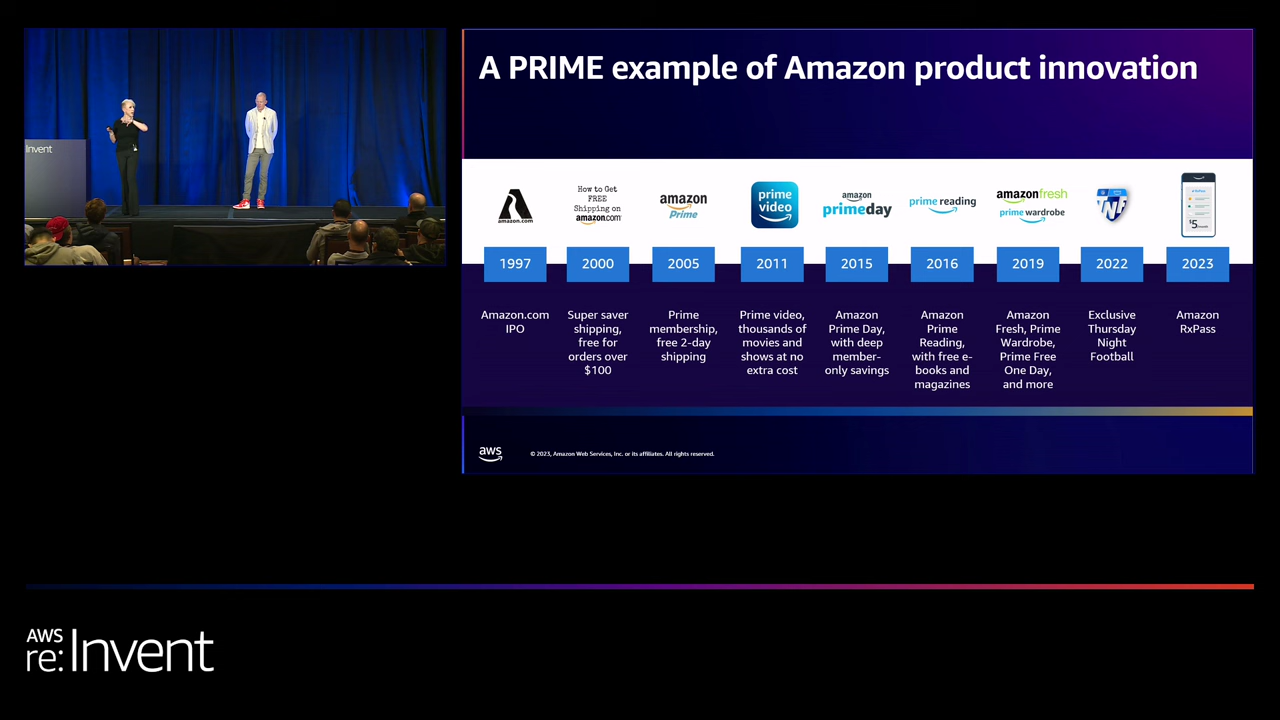 Invent
A PRIME example of Amazon product innovation
amazon.com
How to Get
FREE
Shipping on
amazon.com
amazon
Prime
prime
video
amazon
primeday
prime reading
amazonfresh
prime wardrobe
TNF
$5
1997
2000
2005
2011
2015
2016
2019
2022
2023
Amazon.com
IPO
Super saver
shipping,
free for
orders over
$100
Prime
membership,
free 2-day
shipping
Prime video,
thousands of
movies and
shows at no
extra cost
Amazon
Prime Day,
with deep
member-
only savings
Amazon
Prime
Reading,
with free e-
books and
magazines
Amazon
Fresh, Prime
Wardrobe,
Prime Free
One Day,
and more
Exclusive
Thursday
Night
Football
Amazon
RxPass
aws
© 2023, Amazon Web Services, Inc. or its affiliates. All rights reserved.
AWS
re:Invent